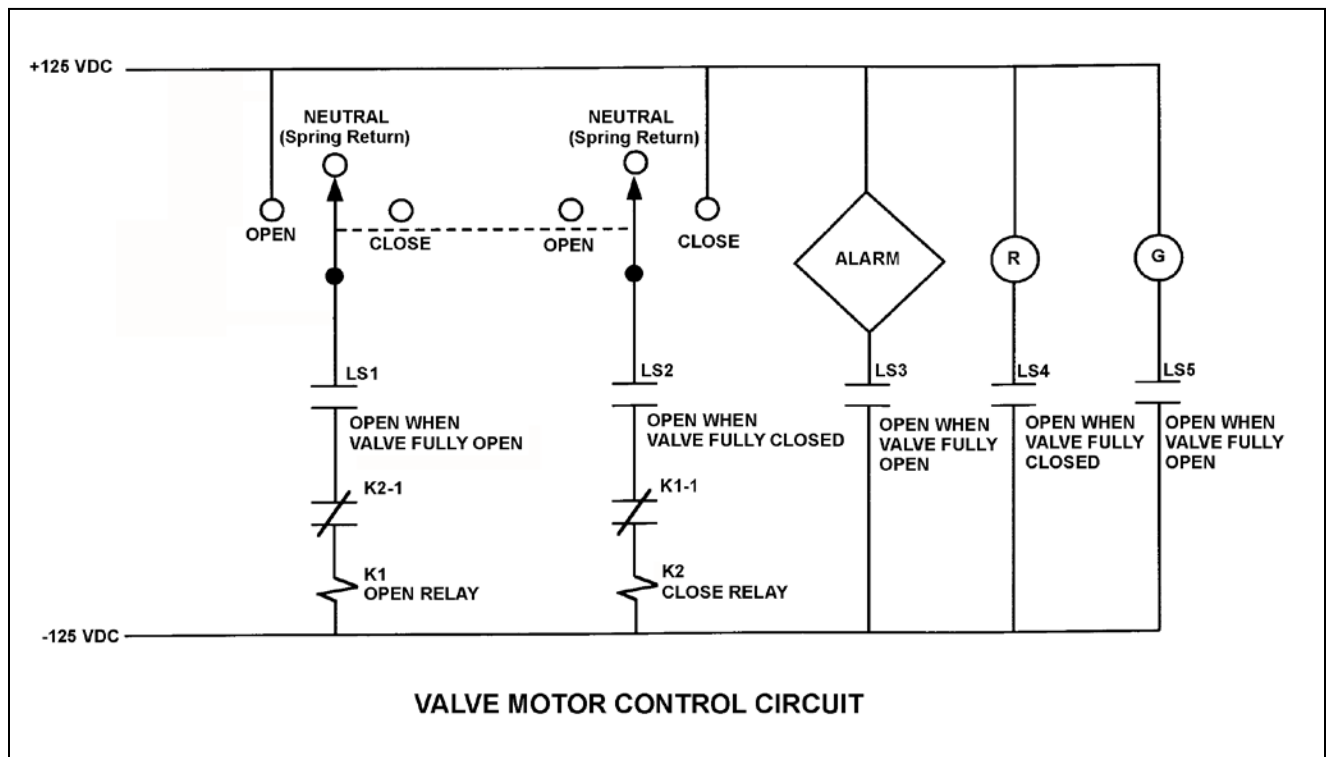 +125 VDC
NEUTRAL
(Spring Return)
NEUTRAL
(Spring Return)
OPEN
CLOSE
OPEN
CLOSE
ALARM
R
G
LS1
OPEN WHEN
VALVE FULLY OPEN
LS2
OPEN WHEN
VALVE FULLY CLOSED
LS3
OPEN WHEN
VALVE FULLY
OPEN
LS4
OPEN WHEN
VALVE FULLY
CLOSED
LS5
OPEN WHEN
VALVE FULLY
OPEN
K2-1
K1-1
K1
OPEN RELAY
K2
CLOSE RELAY
-125 VDC
VALVE MOTOR CONTROL CIRCUIT